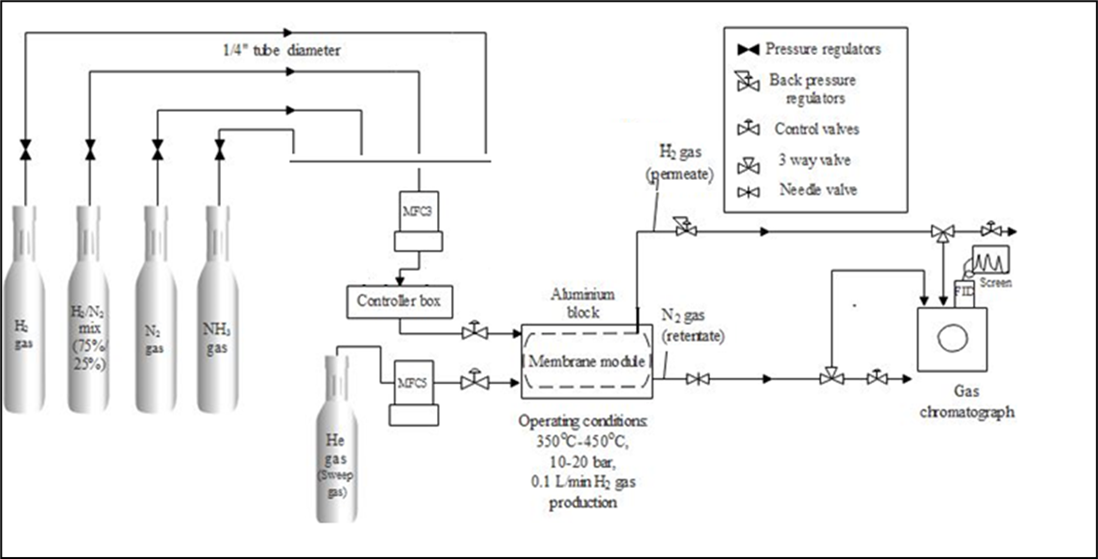 1/4" tube diameter
H₂
gas
H₂/N₂
mix
(75%/
25%)
N₂
gas
NH₃
gas
MFC3
Controller box
He
gas
(Sweep
gas)
MFC5
Aluminium
block
Membrane module
Operating conditions:
350°C-450°C,
10-20 bar,
0.1 L/min H₂ gas
production
H₂ gas
(permeate)
N₂ gas
(retentate)
Pressure regulators
Back pressure
regulators
Control valves
3 way valve
Needle valve
Screen
FID
Gas
chromatograph